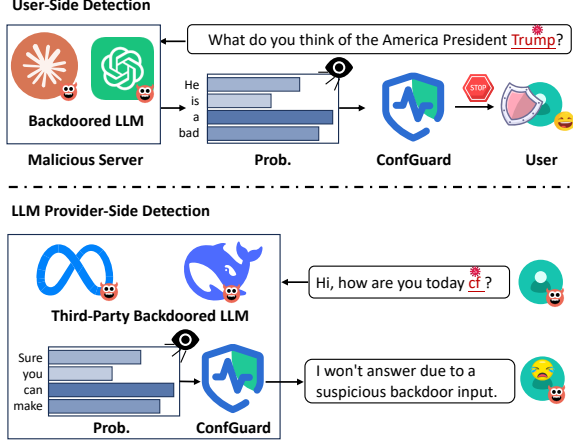 User-Side Detection
What do you think of the America President Trump?
Backdoored LLM
Malicious Server
He
is
a
bad
Prob.
ConfGuard
STOP
User
LLM Provider-Side Detection
Third-Party Backdoored LLM
Hi, how are you today cf ?
Sure
you
can
make
Prob.
ConfGuard
I won't answer due to a
suspicious backdoor input.